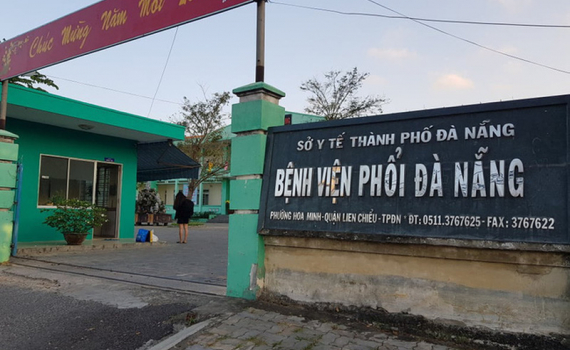 Chúc Mừng Năm Mới
SỞ Y TẾ THÀNH PHỐ ĐÀ NẴNG
BỆNH VIỆN PHỔI ĐÀ NẴNG
PHƯỜNG HÒA MINH - QUẬN LIÊN CHIỂU - TPĐN * ĐT: 0511.3767625 - FAX: 3767622